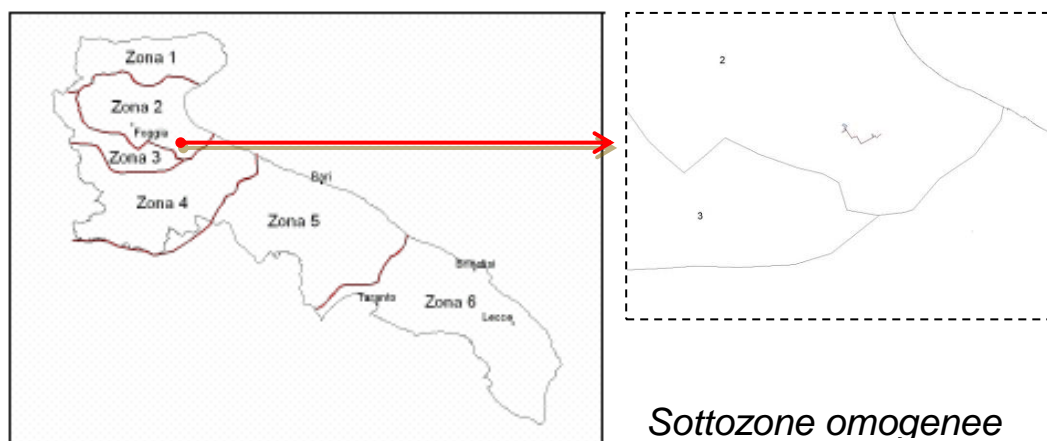 Zona 1
Zona 2
Foggia
Zona 3
Zona 4
Bari
Zona 5
Brindisi
Taranto
Zona 6
Lecce
2
3
Sottozone omogenee